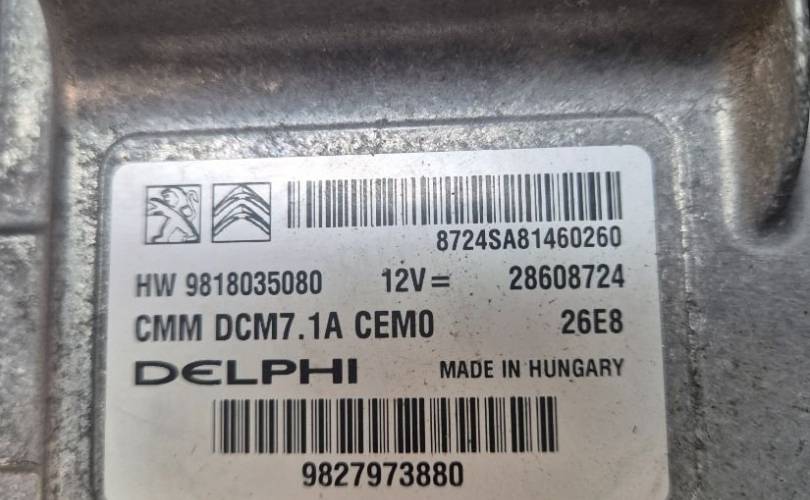 8724SA81460260
HW 9818035080 12V= 28608724
CMM DCM7.1A CEM0 26E8
DELPHI MADE IN HUNGARY
9827973880